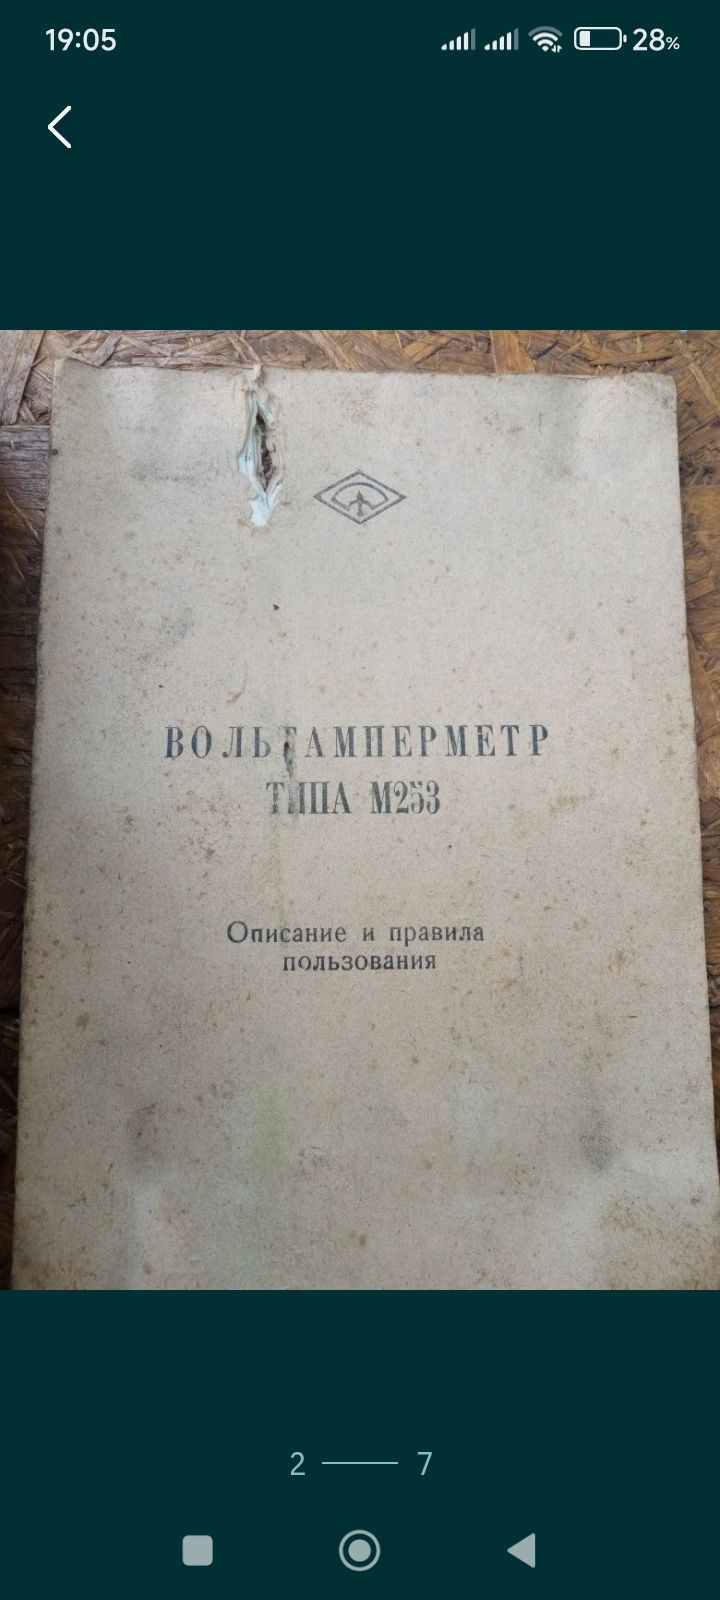 19:05
28%
ВОЛЬТАМПЕРМЕТР
ТИПА М253
Описание и правила
пользования
2
7